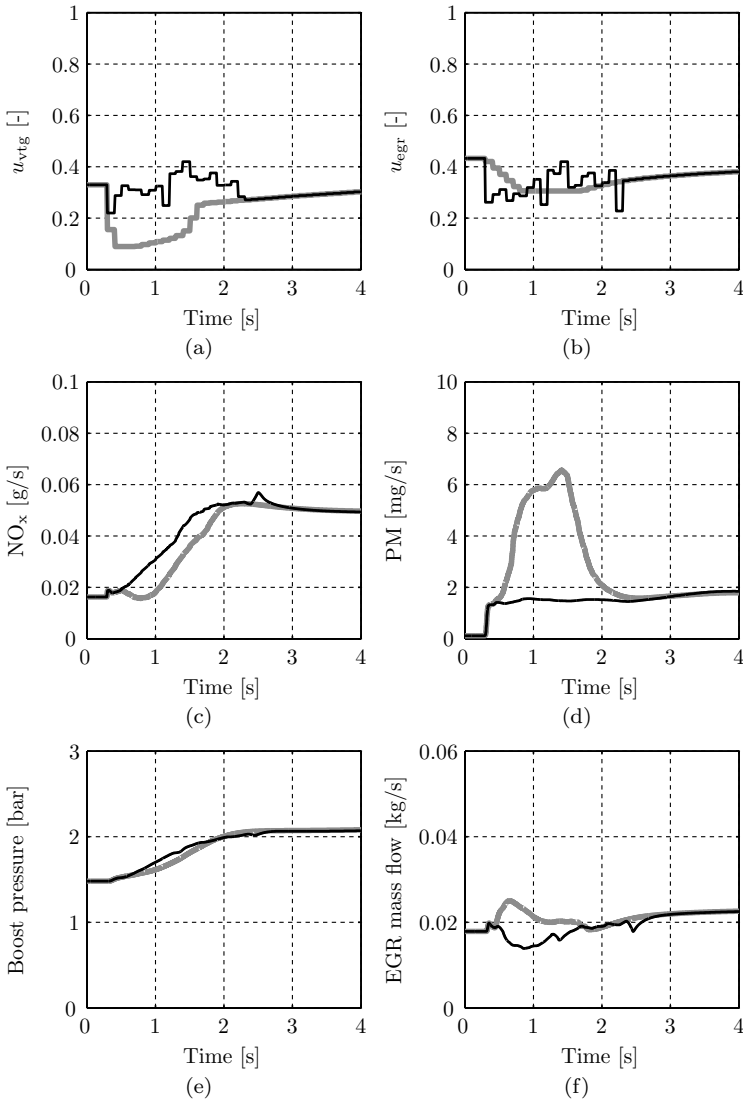 1
0.8
0.6
0.4
0.2
0
u_vtg [-]
0 1 2 3 4
Time [s]
(a)
1
0.8
0.6
0.4
0.2
0
u_egr [-]
0 1 2 3 4
Time [s]
(b)
0.1
0.08
0.06
0.04
0.02
0
NO_x [g/s]
0 1 2 3 4
Time [s]
(c)
10
8
6
4
2
0
PM [mg/s]
0 1 2 3 4
Time [s]
(d)
3
2
1
0
Boost pressure [bar]
0 1 2 3 4
Time [s]
(e)
0.06
0.04
0.02
0
EGR mass flow [kg/s]
0 1 2 3 4
Time [s]
(f)